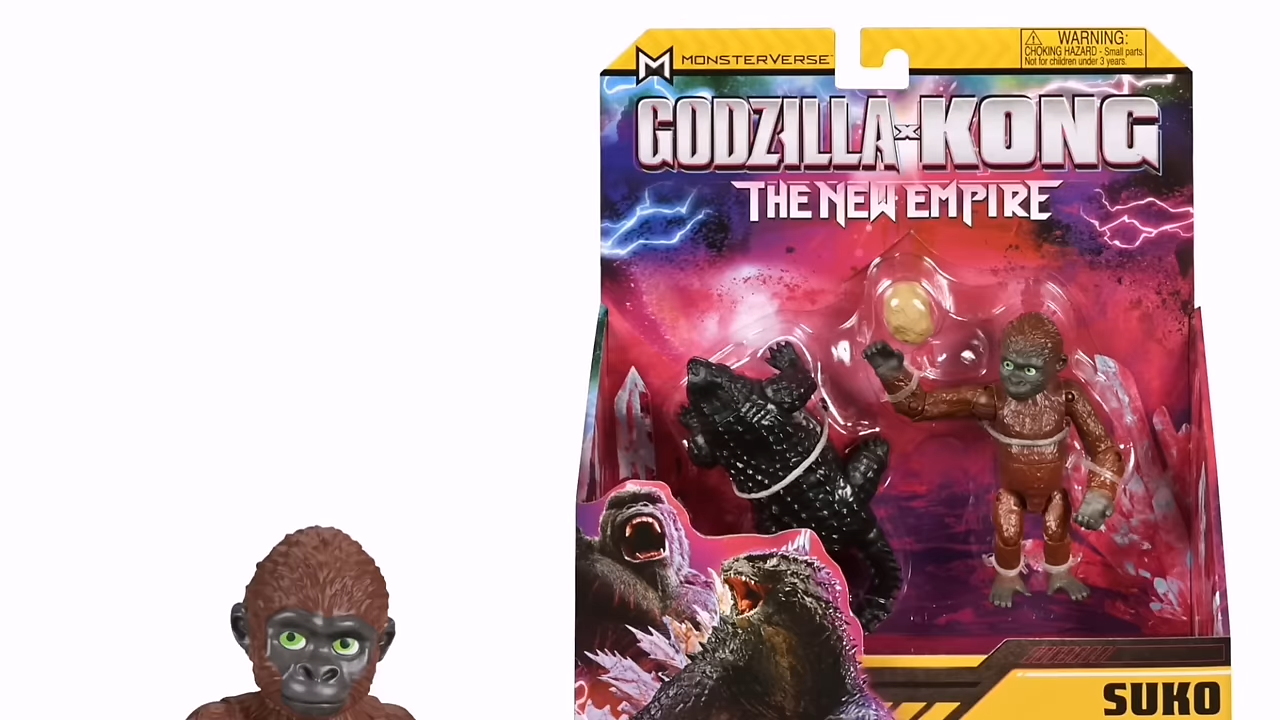 MONSTERVERSE
WARNING:
CHOKING HAZARD - Small parts.
Not for children under 3 years.
GODZILLA x KONG
THE NEW EMPIRE
SUKO